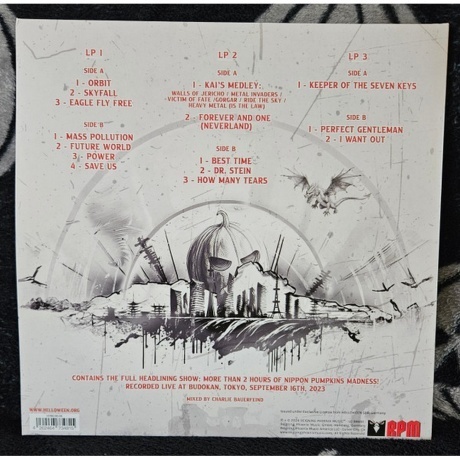 LP 1
SIDE A
1 - ORBIT
2 - SKYFALL
3 - EAGLE FLY FREE
SIDE B
1 - MASS POLLUTION
2 - FUTURE WORLD
3 - POWER
4 - SAVE US
LP 2
SIDE A
1 - KAI'S MEDLEY:
WALLS OF JERICHO / METAL INVADERS /
VICTIM OF FATE /GORGAR / RIDE THE SKY /
HEAVY METAL (IS THE LAW)
2 - FOREVER AND ONE
(NEVERLAND)
SIDE B
1 - BEST TIME
2 - DR. STEIN
3 - HOW MANY TEARS
LP 3
SIDE A
1 - KEEPER OF THE SEVEN KEYS
SIDE B
1 - PERFECT GENTLEMAN
2 - I WANT OUT
CONTAINS THE FULL HEADLINING SHOW: MORE THAN 2 HOURS OF NIPPON PUMPKINS MADNESS!
RECORDED LIVE AT BUDOKAN, TOKYO, SEPTEMBER 16TH, 2023
MIXED BY CHARLIE BAUERFEIND
WWW.HELLOWEEN.ORG
RPM